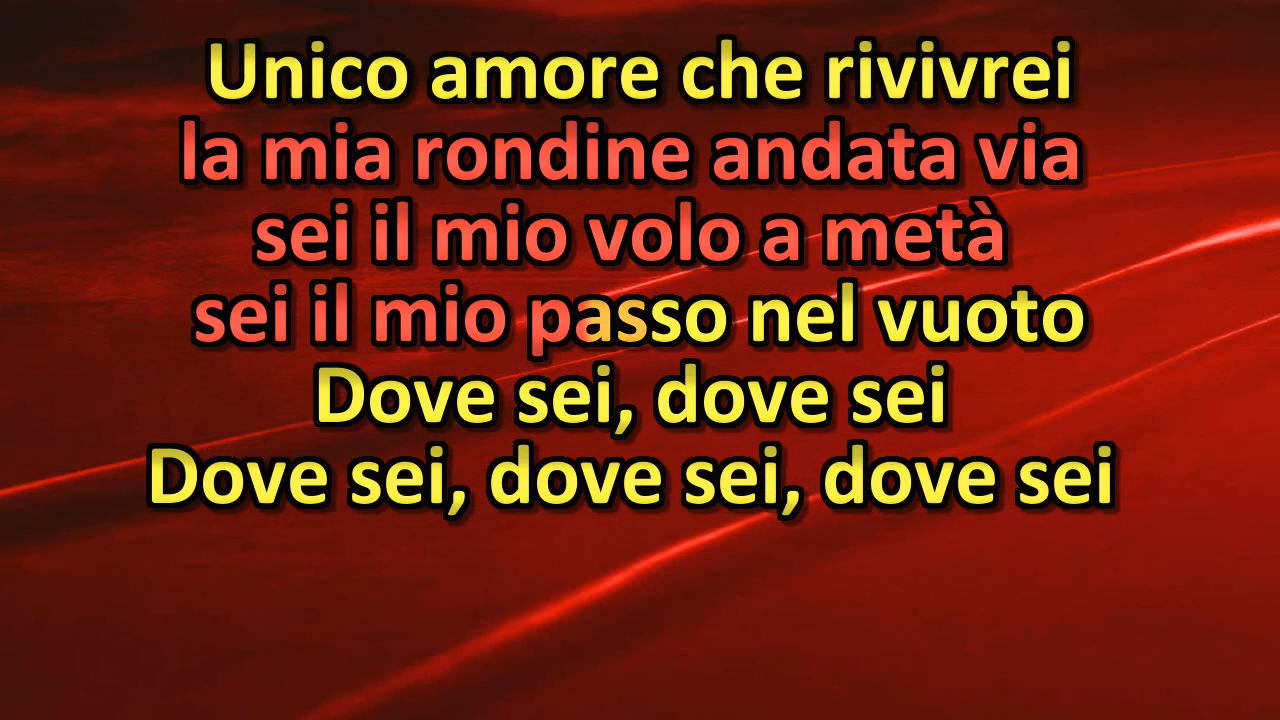 Unico amore che rivivrei
la mia rondine andata via
sei il mio volo a metà
sei il mio passo nel vuoto
Dove sei, dove sei
Dove sei, dove sei, dove sei